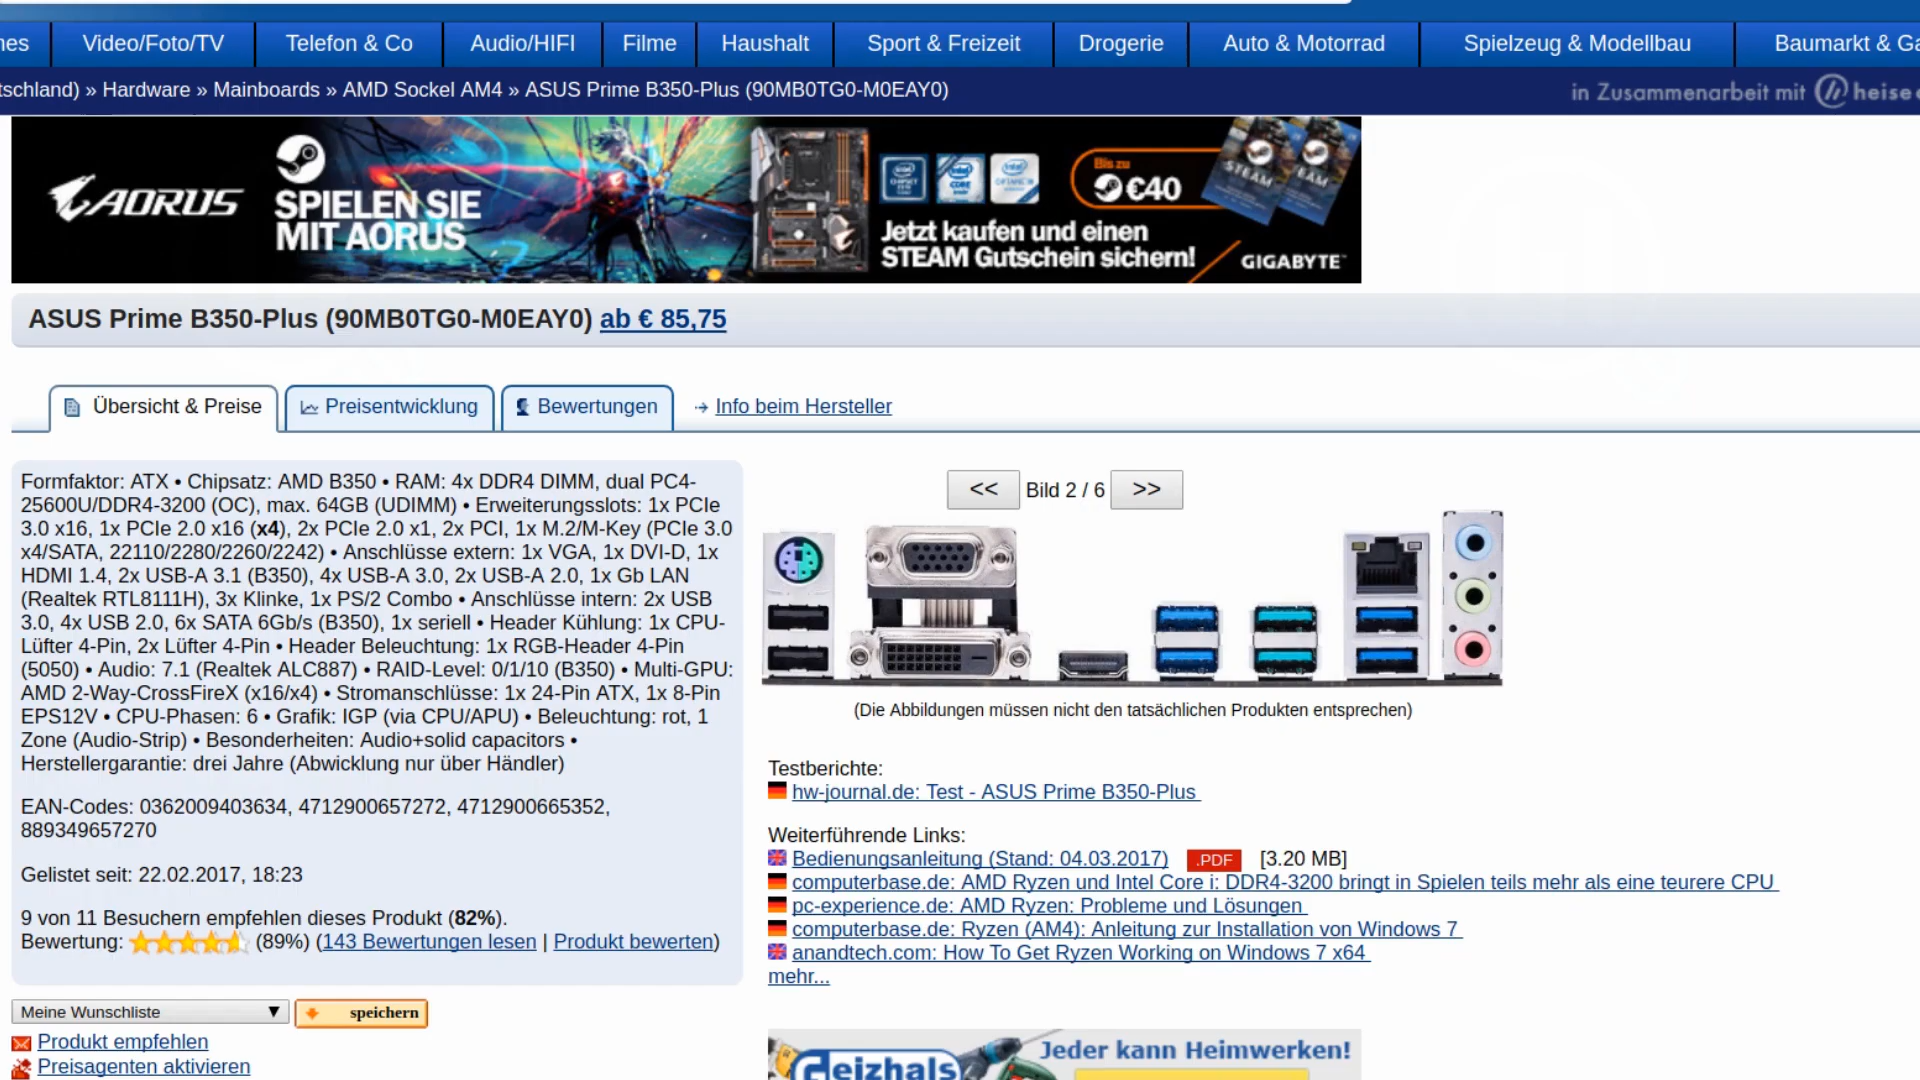 nes Video/Foto/TV Telefon & Co Audio/HIFI Filme Haushalt Sport & Freizeit Drogerie Auto & Motorrad Spielzeug & Modellbau Baumarkt & Ga
tschland) » Hardware » Mainboards » AMD Sockel AM4 » ASUS Prime B350-Plus (90MB0TG0-M0EAY0)
in Zusammenarbeit mit heise
AORUS
SPIELEN SIE
MIT AORUS
Bis zu
€40
STEAM
Jetzt kaufen und einen
STEAM Gutschein sichern!
GIGABYTE
ASUS Prime B350-Plus (90MB0TG0-M0EAY0) ab € 85,75
Übersicht & Preise Preisentwicklung Bewertungen Info beim Hersteller
Formfaktor: ATX • Chipsatz: AMD B350 • RAM: 4x DDR4 DIMM, dual PC4-
25600U/DDR4-3200 (OC), max. 64GB (UDIMM) • Erweiterungsslots: 1x PCIe
3.0 x16, 1x PCIe 2.0 x16 (x4), 2x PCIe 2.0 x1, 2x PCI, 1x M.2/M-Key (PCIe 3.0
x4/SATA, 22110/2280/2260/2242) • Anschlüsse extern: 1x VGA, 1x DVI-D, 1x
HDMI 1.4, 2x USB-A 3.1 (B350), 4x USB-A 3.0, 2x USB-A 2.0, 1x Gb LAN
(Realtek RTL8111H), 3x Klinke, 1x PS/2 Combo • Anschlüsse intern: 2x USB
3.0, 4x USB 2.0, 6x SATA 6Gb/s (B350), 1x seriell • Header Kühlung: 1x CPU-
Lüfter 4-Pin, 2x Lüfter 4-Pin • Header Beleuchtung: 1x RGB-Header 4-Pin
(5050) • Audio: 7.1 (Realtek ALC887) • RAID-Level: 0/1/10 (B350) • Multi-GPU:
AMD 2-Way-CrossFireX (x16/x4) • Stromanschlüsse: 1x 24-Pin ATX, 1x 8-Pin
EPS12V • CPU-Phasen: 6 • Grafik: IGP (via CPU/APU) • Beleuchtung: rot, 1
Zone (Audio-Strip) • Besonderheiten: Audio+solid capacitors •
Herstellergarantie: drei Jahre (Abwicklung nur über Händler)
EAN-Codes: 0362009403634, 4712900657272, 4712900665352,
889349657270
Gelistet seit: 22.02.2017, 18:23
9 von 11 Besuchern empfehlen dieses Produkt (82%).
Bewertung: (89%) (143 Bewertungen lesen | Produkt bewerten)
Meine Wunschliste ▼ speichern
Produkt empfehlen
Preisagenten aktivieren
<< Bild 2 / 6 >>
(Die Abbildungen müssen nicht den tatsächlichen Produkten entsprechen)
Testberichte:
hw-journal.de: Test - ASUS Prime B350-Plus
Weiterführende Links:
Bedienungsanleitung (Stand: 04.03.2017) .PDF [3.20 MB]
computerbase.de: AMD Ryzen und Intel Core i: DDR4-3200 bringt in Spielen teils mehr als eine teurere CPU
pc-experience.de: AMD Ryzen: Probleme und Lösungen
computerbase.de: Ryzen (AM4): Anleitung zur Installation von Windows 7
anandtech.com: How To Get Ryzen Working on Windows 7 x64
mehr...
Geizhals
Jeder kann Heimwerken!